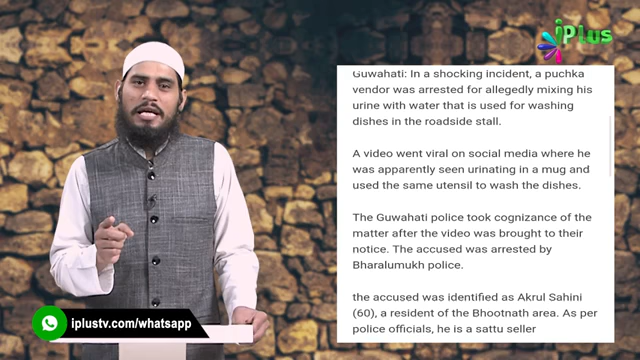 iPlus
Guwahati: In a shocking incident, a puchka
vendor was arrested for allegedly mixing his
urine with water that is used for washing
dishes in the roadside stall.
A video went viral on social media where he
was apparently seen urinating in a mug and
used the same utensil to wash the dishes.
The Guwahati police took cognizance of the
matter after the video was brought to their
notice. The accused was arrested by
Bharalumukh police.
the accused was identified as Akrul Sahini
(60), a resident of the Bhootnath area. As per
police officials, he is a sattu seller
iplustv.com/whatsapp